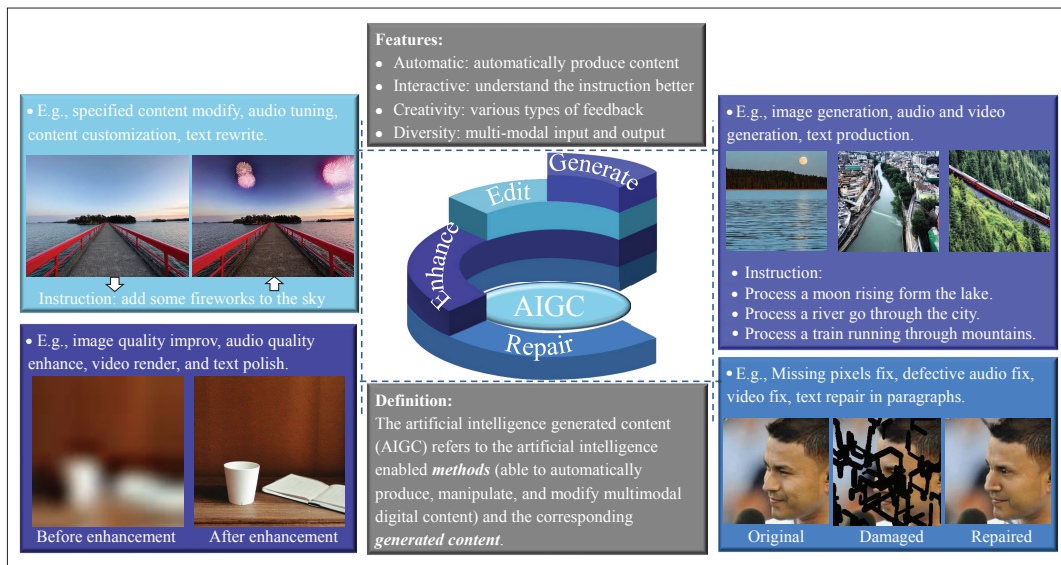 Features:
• Automatic: automatically produce content
• Interactive: understand the instruction better
• Creativity: various types of feedback
• Diversity: multi-modal input and output
• E.g., specified content modify, audio tuning,
content customization, text rewrite.
Instruction: add some fireworks to the sky
• E.g., image generation, audio and video
generation, text production.
• Instruction:
• Process a moon rising form the lake.
• Process a river go through the city.
• Process a train running through mountains.
Generate
Edit
Enhance
AIGC
Repair
• E.g., image quality improv, audio quality
enhance, video render, and text polish.
Before enhancement
After enhancement
Definition:
The artificial intelligence generated content
(AIGC) refers to the artificial intelligence
enabled methods (able to automatically
produce, manipulate, and modify multimodal
digital content) and the corresponding
generated content.
• E.g., Missing pixels fix, defective audio fix,
video fix, text repair in paragraphs.
Original
Damaged
Repaired